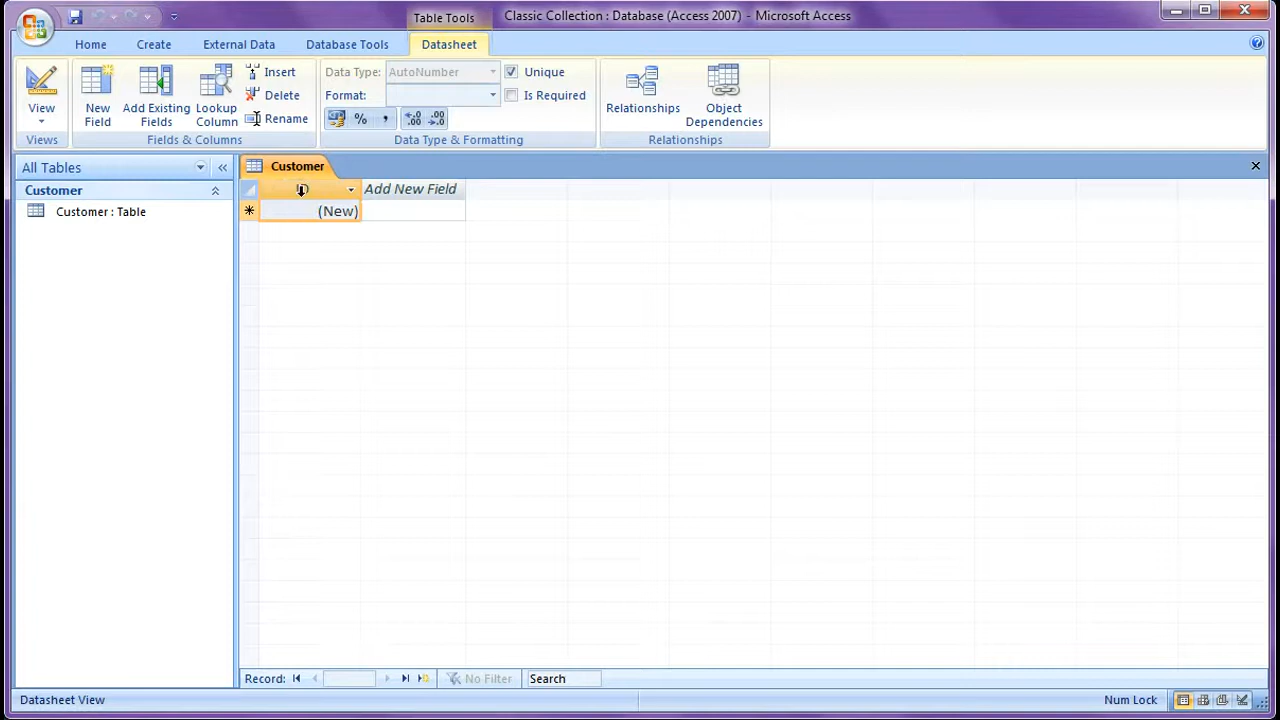 Table Tools
Classic Collection : Database (Access 2007) - Microsoft Access
Home Create External Data Database Tools Datasheet
View
Views
New Field
Add Existing Fields
Lookup Column
Insert
Delete
Rename
Fields & Columns
Data Type: AutoNumber
Format:
Unique
Is Required
% , .00 .00
Data Type & Formatting
Relationships
Object Dependencies
Relationships
All Tables
Customer
Customer : Table
Customer
Add New Field
(New)
Record:
No Filter
Search
Datasheet View
Num Lock